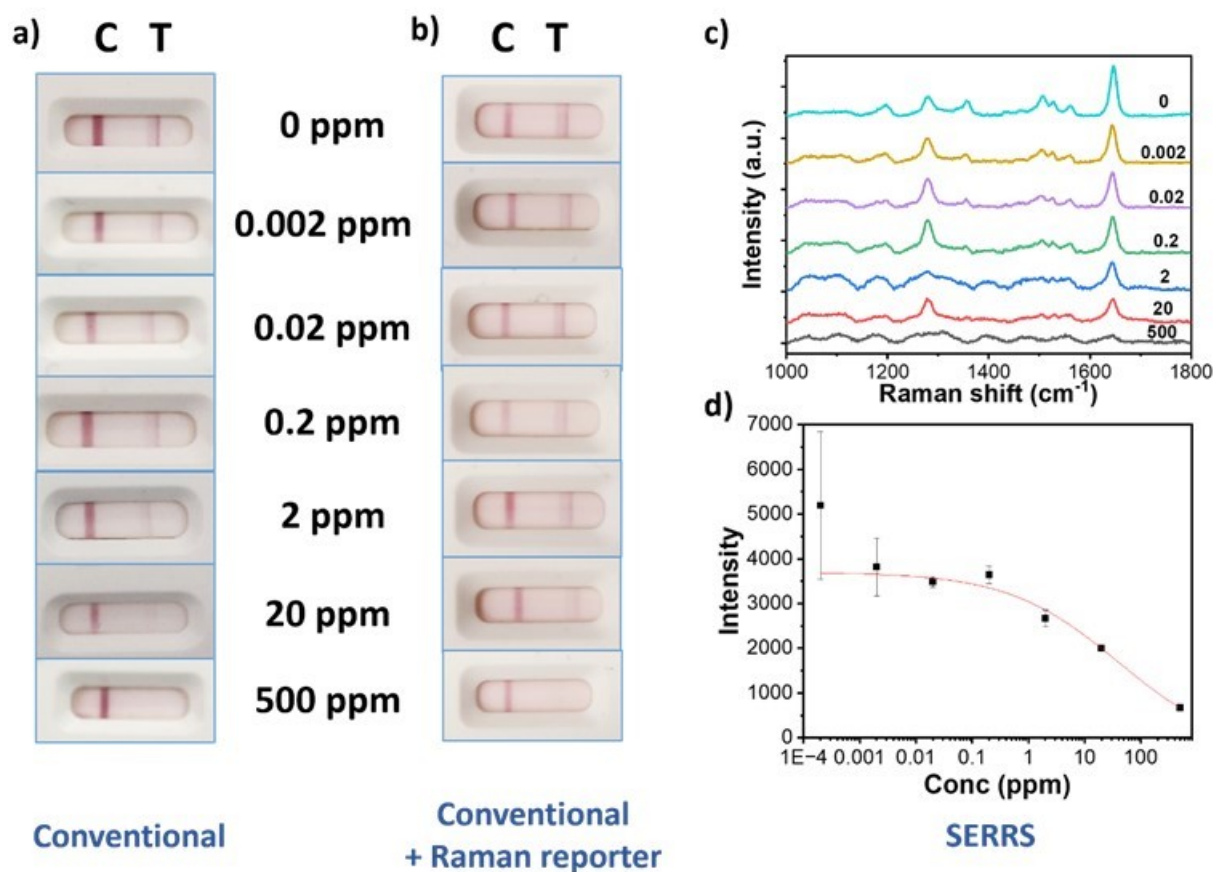 a)
C T
0 ppm
0.002 ppm
0.02 ppm
0.2 ppm
2 ppm
20 ppm
500 ppm
Conventional
b)
C T
Conventional
+ Raman reporter
c)
Intensity (a.u.)
0
0.002
0.02
0.2
2
20
500
1000 1200 1400 1600 1800
Raman shift (cm⁻¹)
d)
Intensity
7000
6000
5000
4000
3000
2000
1000
0
1E−4 0.001 0.01 0.1 1 10 100
Conc (ppm)
SERRS